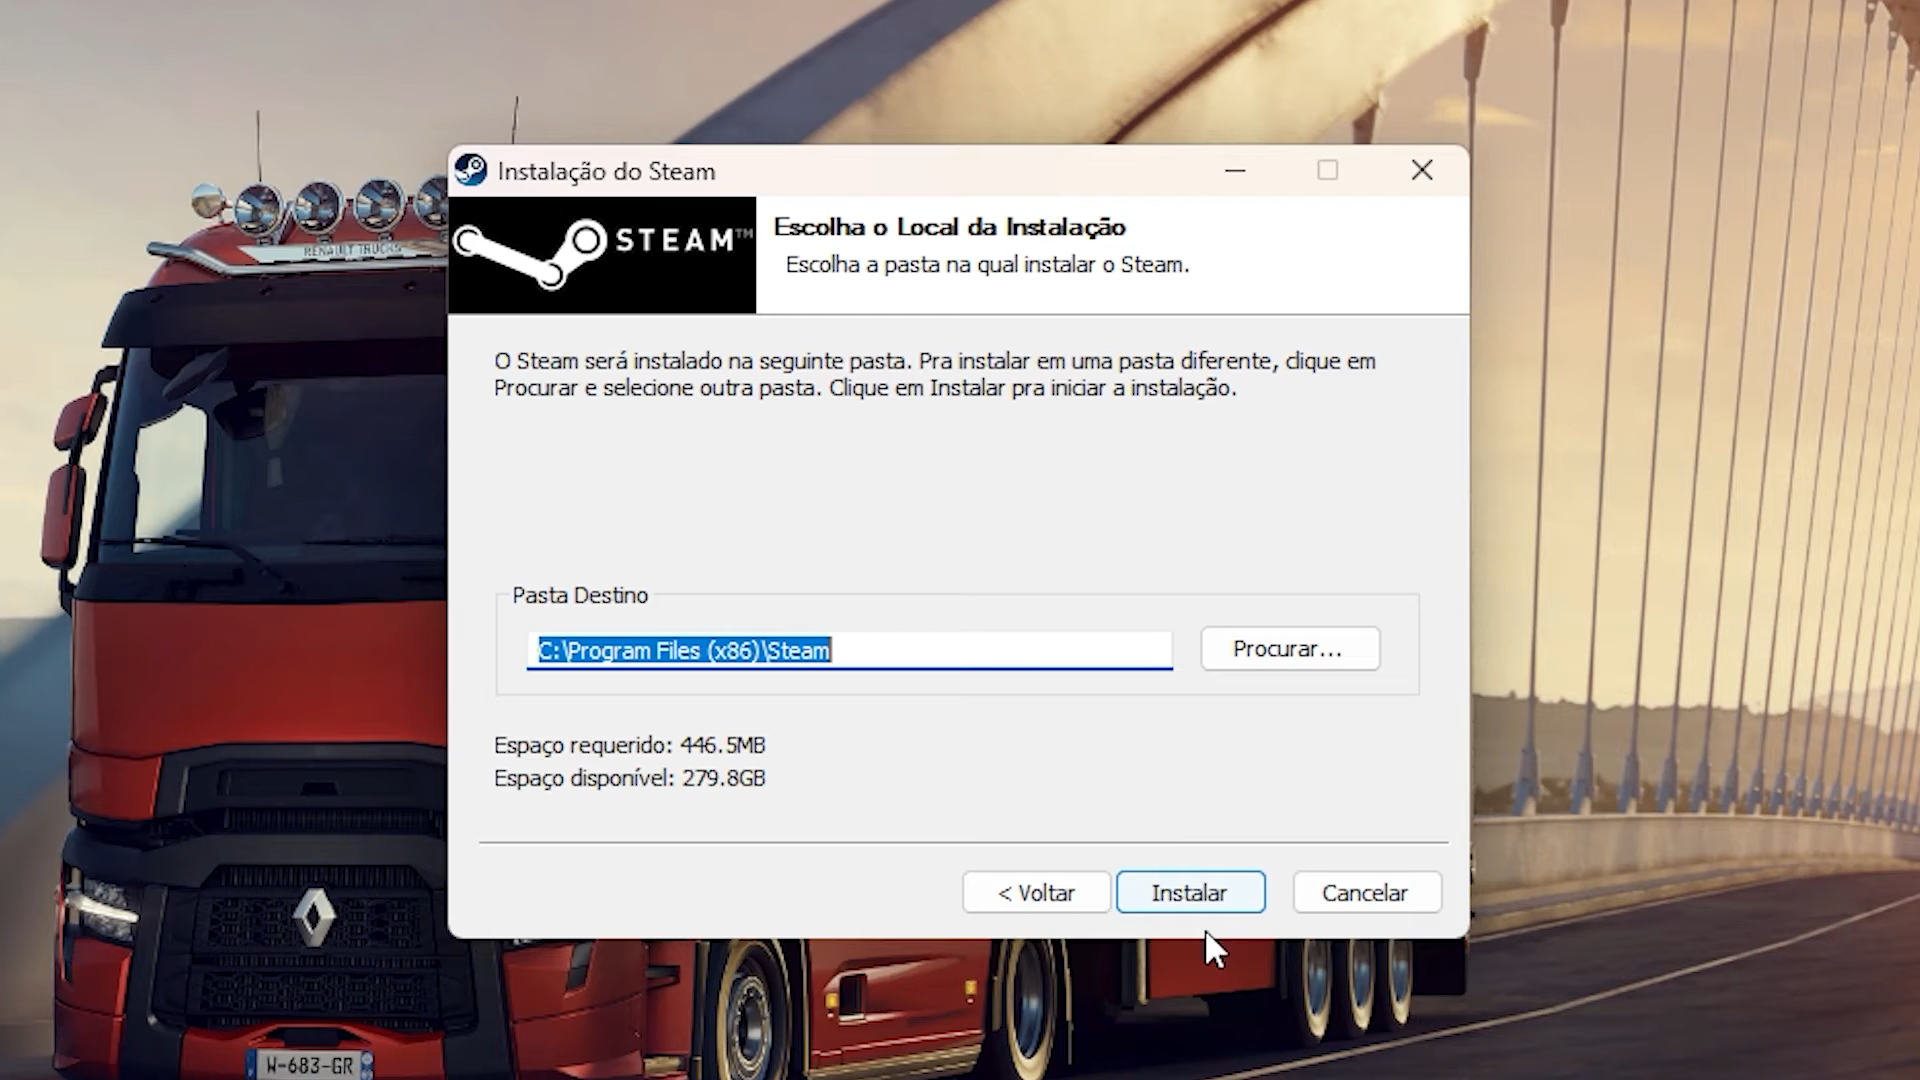 Instalação do Steam
STEAM™
Escolha o Local da Instalação
Escolha a pasta na qual instalar o Steam.
O Steam será instalado na seguinte pasta. Pra instalar em uma pasta diferente, clique em
Procurar e selecione outra pasta. Clique em Instalar pra iniciar a instalação.
Pasta Destino
C:\Program Files (x86)\Steam
Procurar...
Espaço requerido: 446.5MB
Espaço disponível: 279.8GB
< Voltar
Instalar
Cancelar
RENAULT TRUCKS
W-683-GR